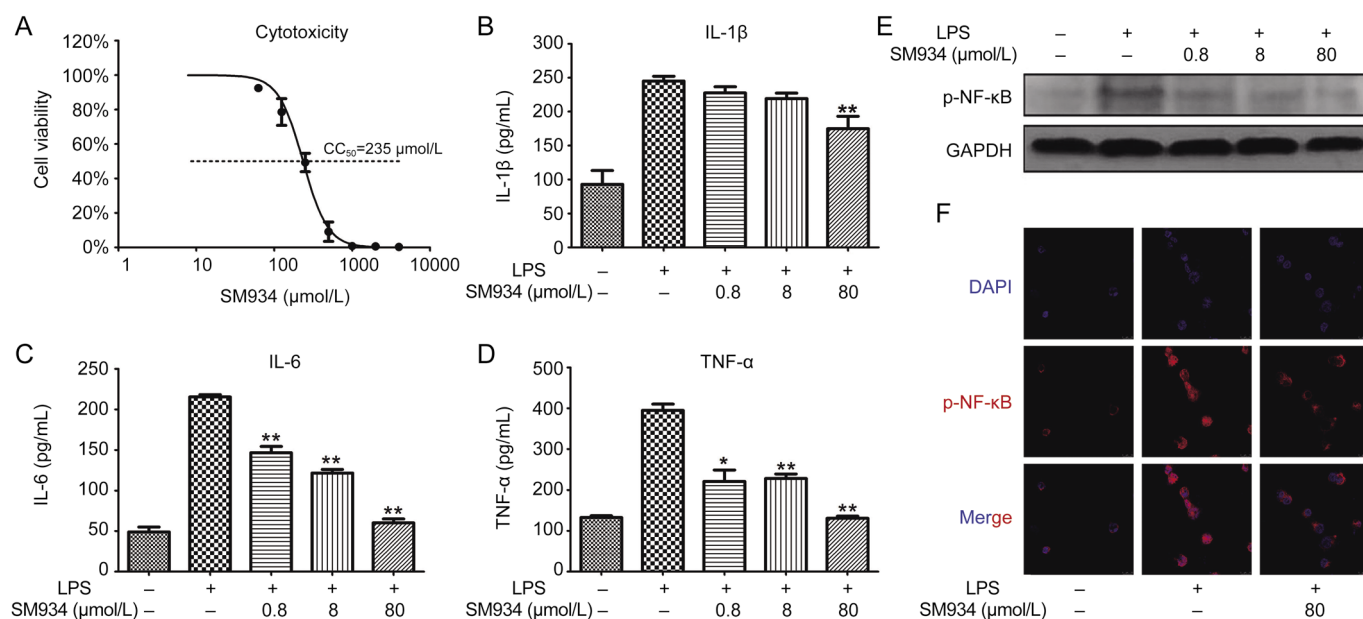 A
Cytotoxicity
120%
100%
80%
60%
40%
20%
0%
Cell viability
CC₅₀=235 μmol/L
1 10 100 1000 10000
SM934 (μmol/L)
B
IL-1β
300
250
200
150
100
50
0
IL-1β (pg/mL)
**
LPS – + + + +
SM934 (μmol/L) – – 0.8 8 80
C
IL-6
250
200
150
100
50
0
IL-6 (pg/mL)
** ** **
LPS – + + + +
SM934 (μmol/L) – – 0.8 8 80
D
TNF-α
500
400
300
200
100
0
TNF-α (pg/mL)
* ** **
LPS – + + + +
SM934 (μmol/L) – – 0.8 8 80
E
LPS – + + + +
SM934 (μmol/L) – – 0.8 8 80
p-NF-κB
GAPDH
F
DAPI
p-NF-κB
Merge
LPS – + +
SM934 (μmol/L) – – 80